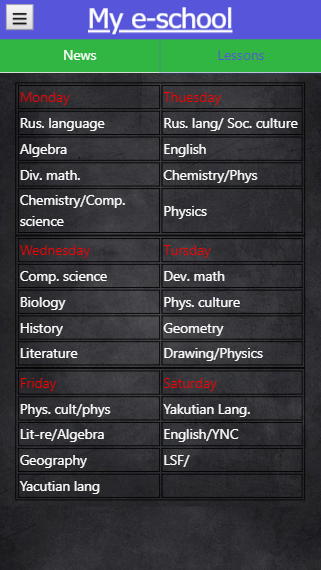 My e-school
News Lessons
Monday Thuesday
Rus. language Rus. lang/ Soc. culture
Algebra English
Div. math. Chemistry/Phys
Chemistry/Comp.
science Physics
Wednesday Tursday
Comp. science Dev. math
Biology Phys. culture
History Geometry
Literature Drawing/Physics
Friday Saturday
Phys. cult/phys Yakutian Lang.
Lit-re/Algebra English/YNC
Geography LSF/
Yacutian lang